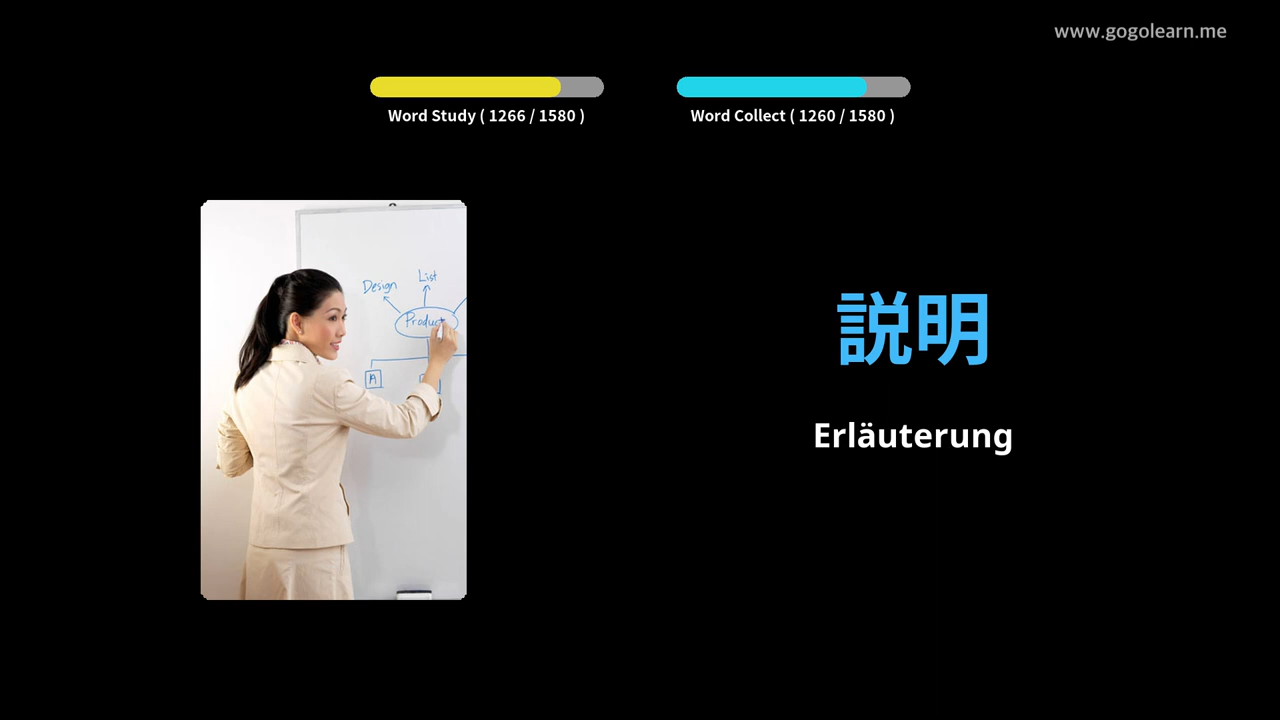 www.gogolearn.me
Word Study ( 1266 / 1580 )
Word Collect ( 1260 / 1580 )
List
Design
Product
A
説明
Erläuterung